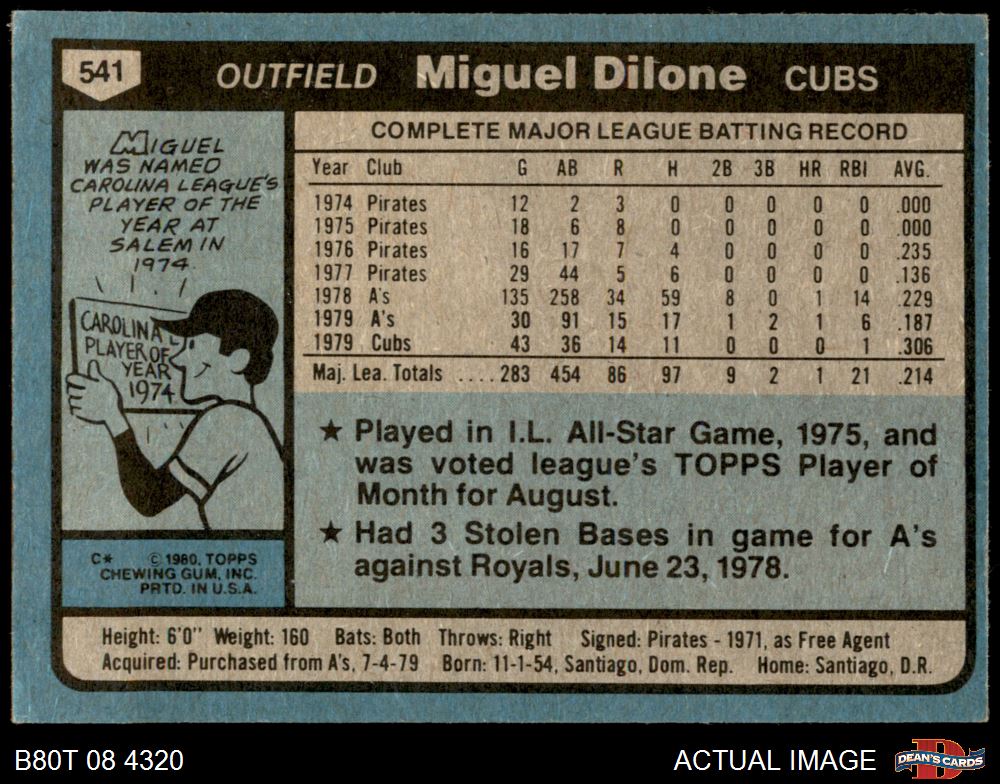 541 OUTFIELD Miguel Dilone CUBS
MIGUEL
WAS NAMED
CAROLINA LEAGUE'S
PLAYER OF THE
YEAR AT
SALEM IN
1974.
CAROLINA
PLAYER OF
YEAR
1974
C* © 1980, TOPPS
CHEWING GUM, INC.
PRTD. IN U.S.A.
COMPLETE MAJOR LEAGUE BATTING RECORD
Year Club G AB R H 2B 3B HR RBI AVG.
1974 Pirates 12 2 3 0 0 0 0 0 .000
1975 Pirates 18 6 8 0 0 0 0 0 .000
1976 Pirates 16 17 7 4 0 0 0 0 .235
1977 Pirates 29 44 5 6 0 0 0 0 .136
1978 A's 135 258 34 59 8 0 1 14 .229
1979 A's 30 91 15 17 1 2 1 6 .187
1979 Cubs 43 36 14 11 0 0 0 1 .306
Maj. Lea. Totals ....283 454 86 97 9 2 1 21 .214
★ Played in I.L. All-Star Game, 1975, and
was voted league's TOPPS Player of
Month for August.
★ Had 3 Stolen Bases in game for A's
against Royals, June 23, 1978.
Height: 6'0" Weight: 160 Bats: Both Throws: Right Signed: Pirates - 1971, as Free Agent
Acquired: Purchased from A's, 7-4-79 Born: 11-1-54, Santiago, Dom. Rep. Home: Santiago, D.R.
B80T 08 4320 ACTUAL IMAGE D DEAN'S CARDS